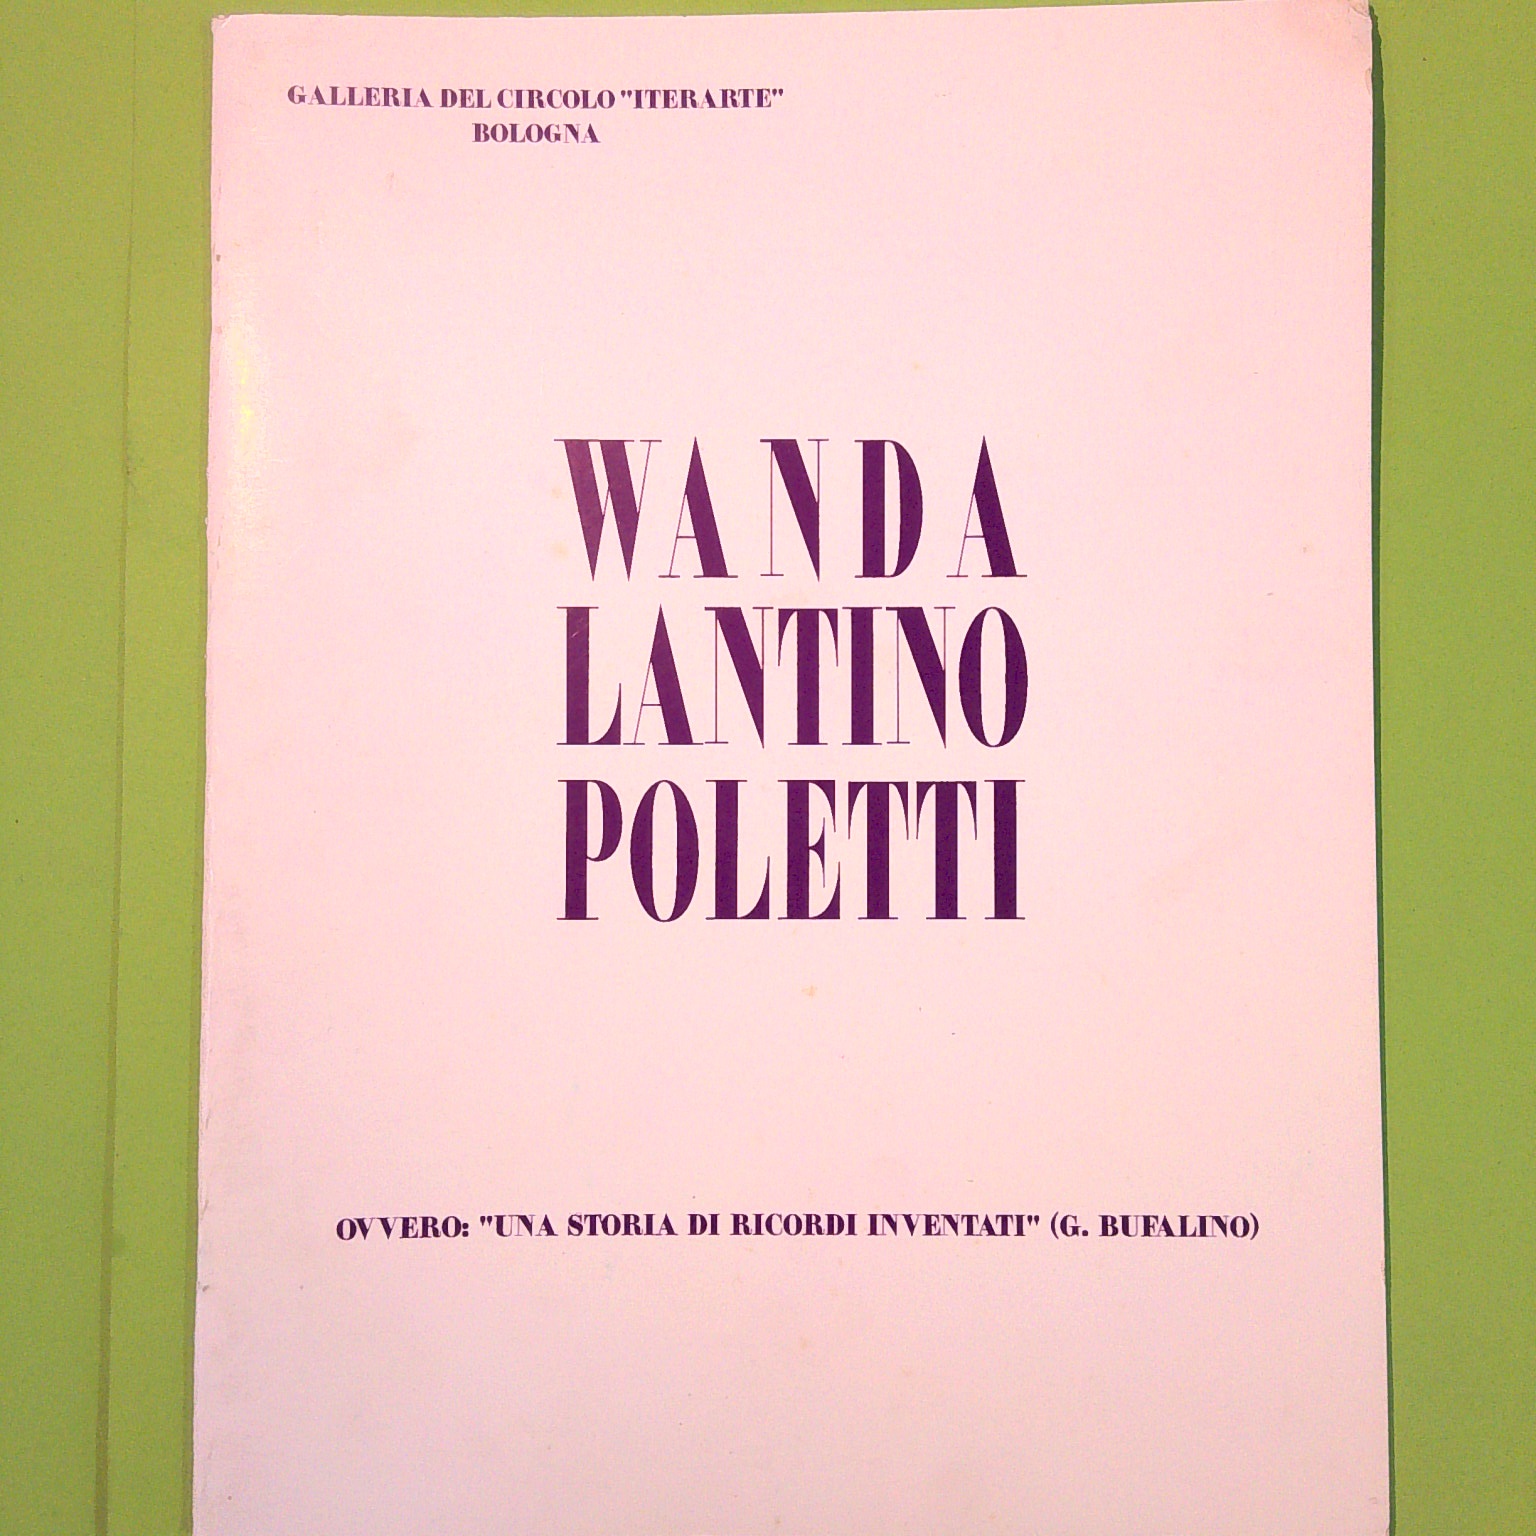 GALLERIA DEL CIRCOLO "ITERARTE"
BOLOGNA
WANDA
LANTINO
POLETTI
OVVERO: "UNA STORIA DI RICORDI INVENTATI" (G. BUFALINO)